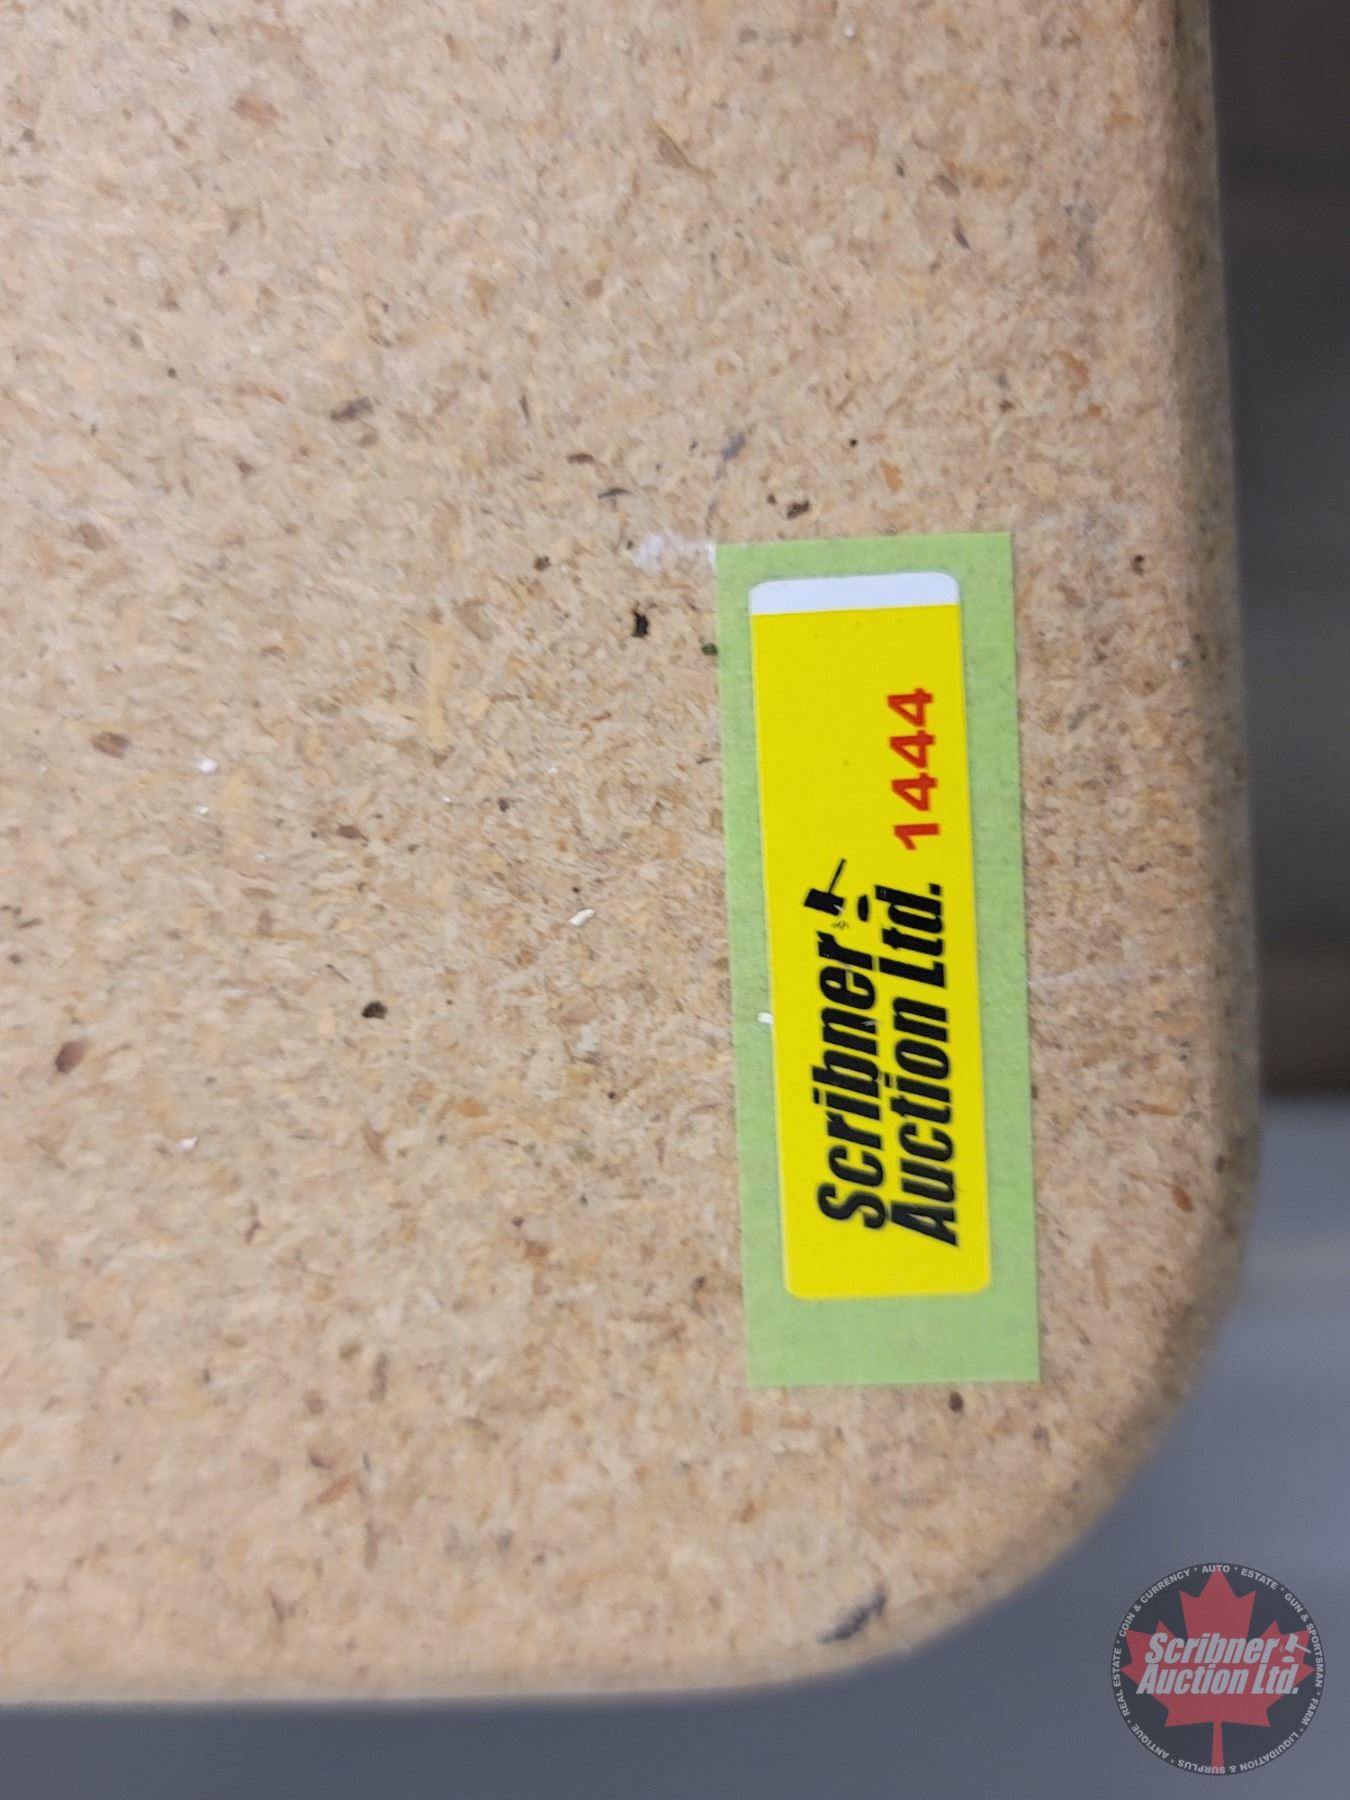 Scribner
Auction Ltd. 1444
COIN & CURRENCY • AUTO • ESTATE • GUN & SPORTSMAN • FARM • LIQUIDATION & SURPLUS • ANTIQUE • REAL ESTATE •
Scribner
Auction Ltd.